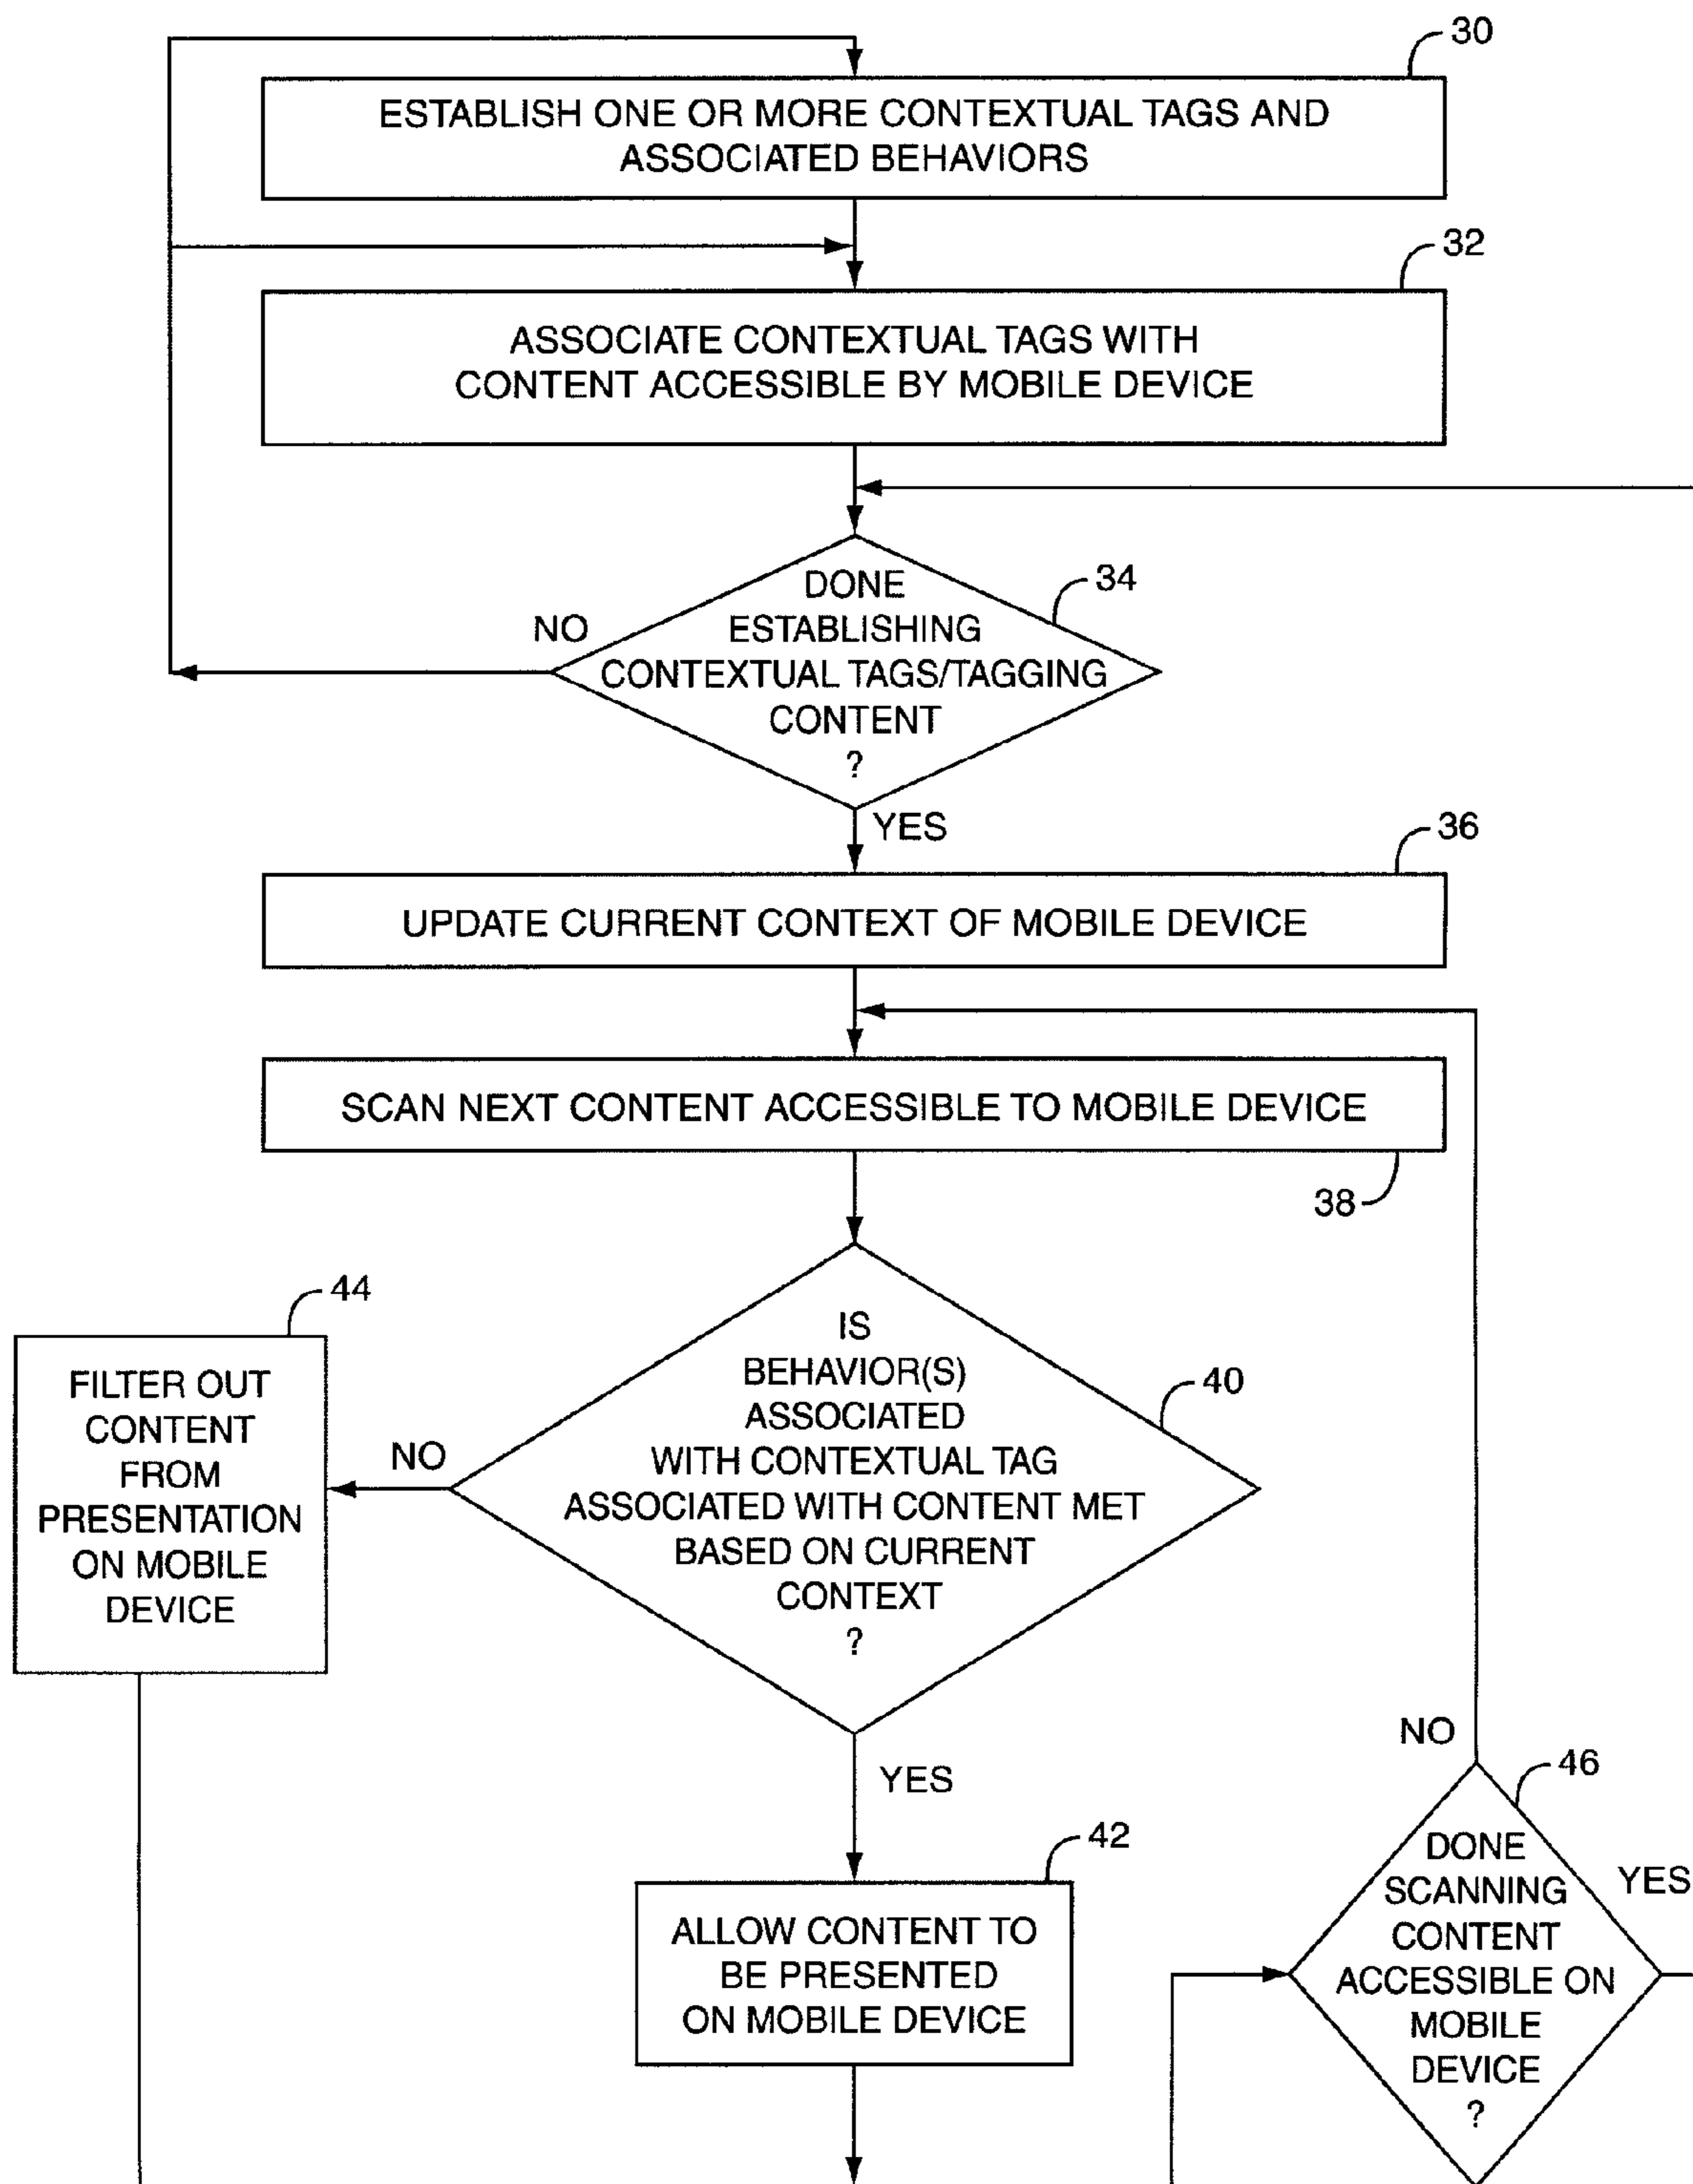 30
ESTABLISH ONE OR MORE CONTEXTUAL TAGS AND
ASSOCIATED BEHAVIORS
32
ASSOCIATE CONTEXTUAL TAGS WITH
CONTENT ACCESSIBLE BY MOBILE DEVICE
34
DONE
ESTABLISHING
CONTEXTUAL TAGS/TAGGING
CONTENT
?
NO
YES
36
UPDATE CURRENT CONTEXT OF MOBILE DEVICE
SCAN NEXT CONTENT ACCESSIBLE TO MOBILE DEVICE
38
40
IS
BEHAVIOR(S)
ASSOCIATED
WITH CONTEXTUAL TAG
ASSOCIATED WITH CONTENT MET
BASED ON CURRENT
CONTEXT
?
NO
44
FILTER OUT
CONTENT
FROM
PRESENTATION
ON MOBILE
DEVICE
YES
42
ALLOW CONTENT TO
BE PRESENTED
ON MOBILE DEVICE
NO
46
DONE
SCANNING
CONTENT
ACCESSIBLE ON
MOBILE
DEVICE
?
YES